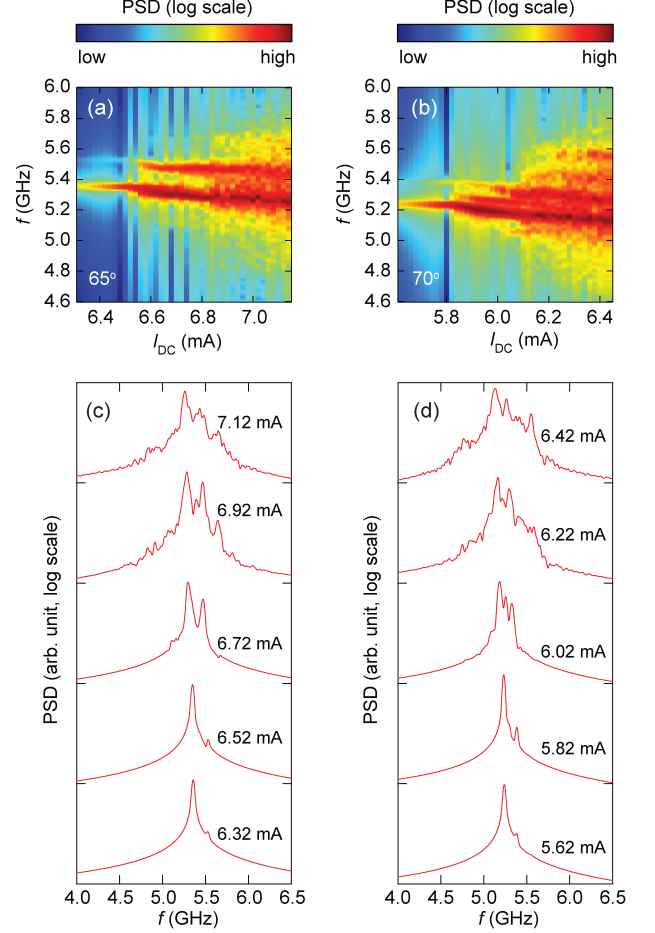 PSD (log scale)
PSD (log scale)
low
high
low
high
(a)
65°
6.0
5.8
5.6
5.4
5.2
5.0
4.8
4.6
f (GHz)
6.4
6.6
6.8
7.0
I_DC (mA)
(b)
70°
6.0
5.8
5.6
5.4
5.2
5.0
4.8
4.6
f (GHz)
5.8
6.0
6.2
6.4
I_DC (mA)
(c)
7.12 mA
6.92 mA
6.72 mA
6.52 mA
6.32 mA
PSD (arb. unit, log scale)
4.0
4.5
5.0
5.5
6.0
6.5
f (GHz)
(d)
6.42 mA
6.22 mA
6.02 mA
5.82 mA
5.62 mA
PSD (arb. unit, log scale)
4.0
4.5
5.0
5.5
6.0
6.5
f (GHz)